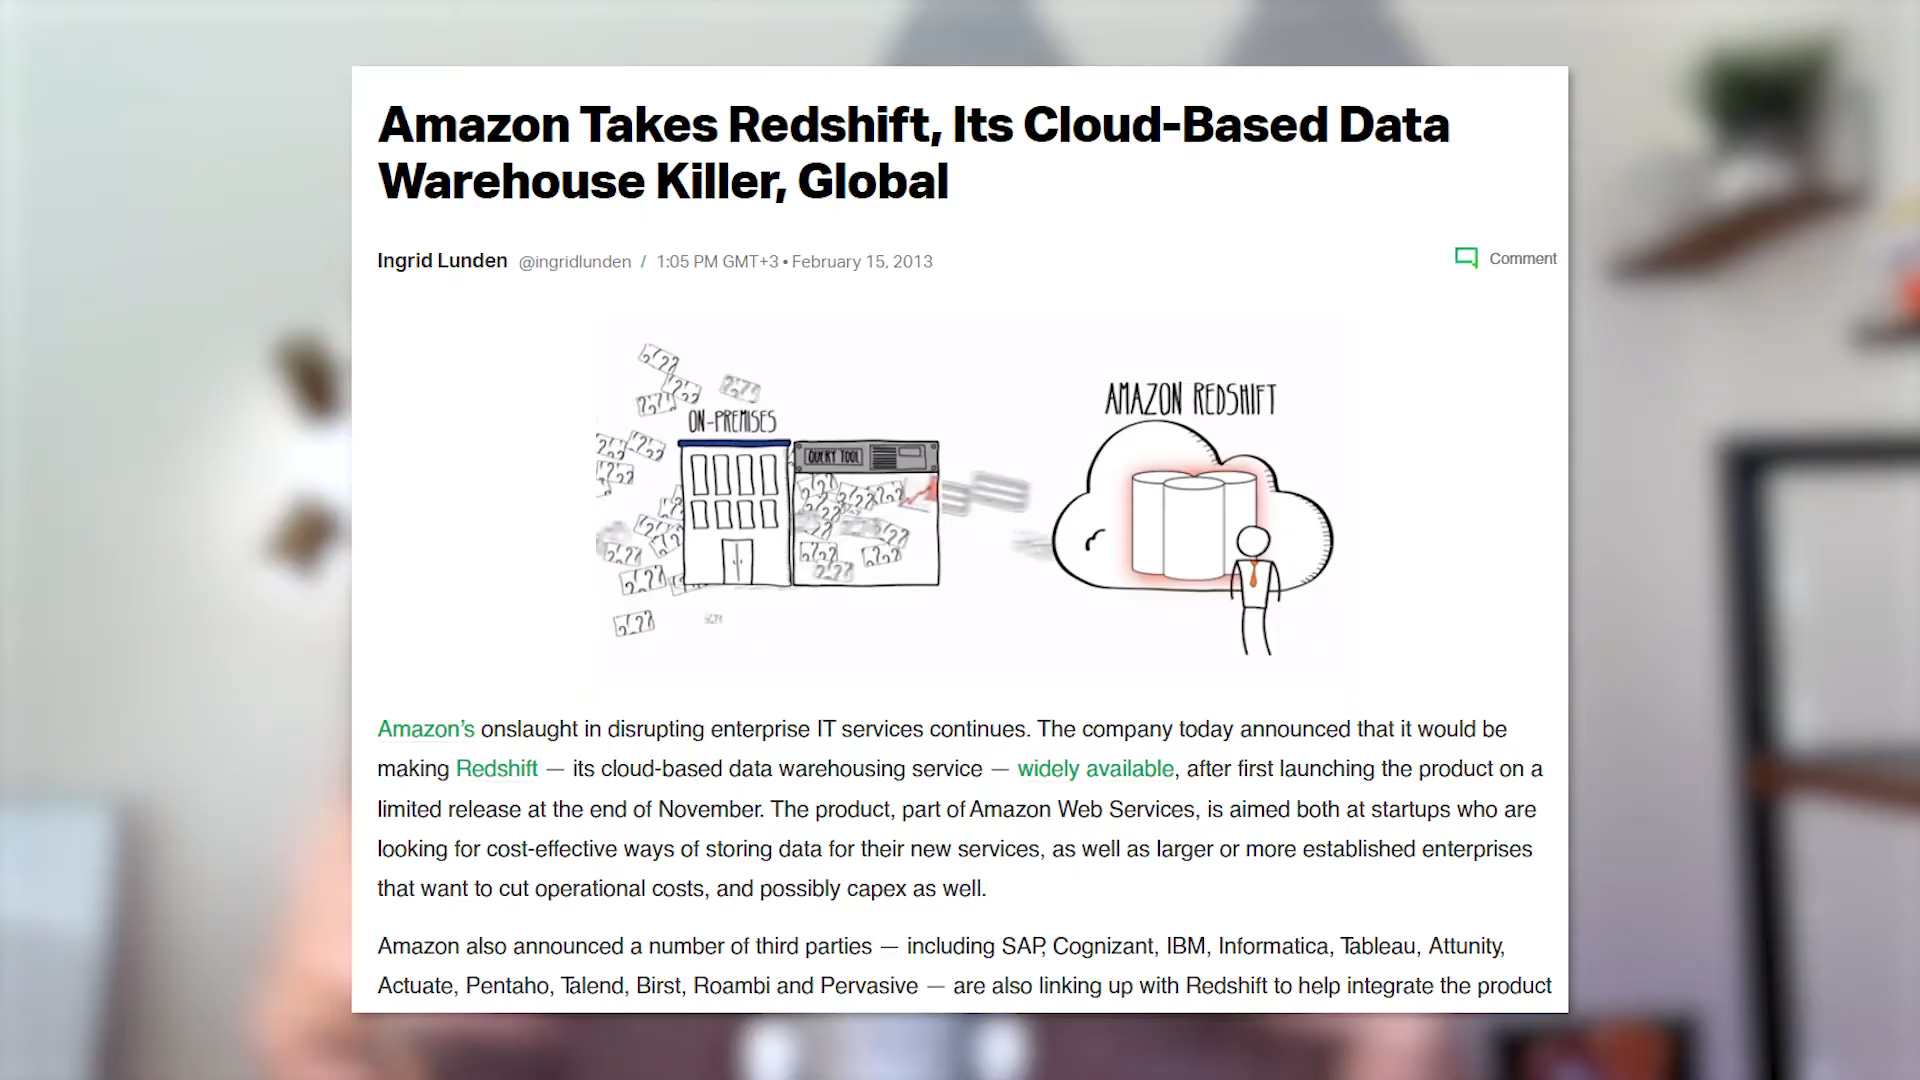 Amazon Takes Redshift, Its Cloud-Based Data
Warehouse Killer, Global
Ingrid Lunden @ingridlunden / 1:05 PM GMT+3 • February 15, 2013
Comment
AMAZON REDSHIFT
ON-PREMISES
QUERY TOOL
Amazon's onslaught in disrupting enterprise IT services continues. The company today announced that it would be
making Redshift — its cloud-based data warehousing service — widely available, after first launching the product on a
limited release at the end of November. The product, part of Amazon Web Services, is aimed both at startups who are
looking for cost-effective ways of storing data for their new services, as well as larger or more established enterprises
that want to cut operational costs, and possibly capex as well.
Amazon also announced a number of third parties — including SAP, Cognizant, IBM, Informatica, Tableau, Attunity,
Actuate, Pentaho, Talend, Birst, Roambi and Pervasive — are also linking up with Redshift to help integrate the product